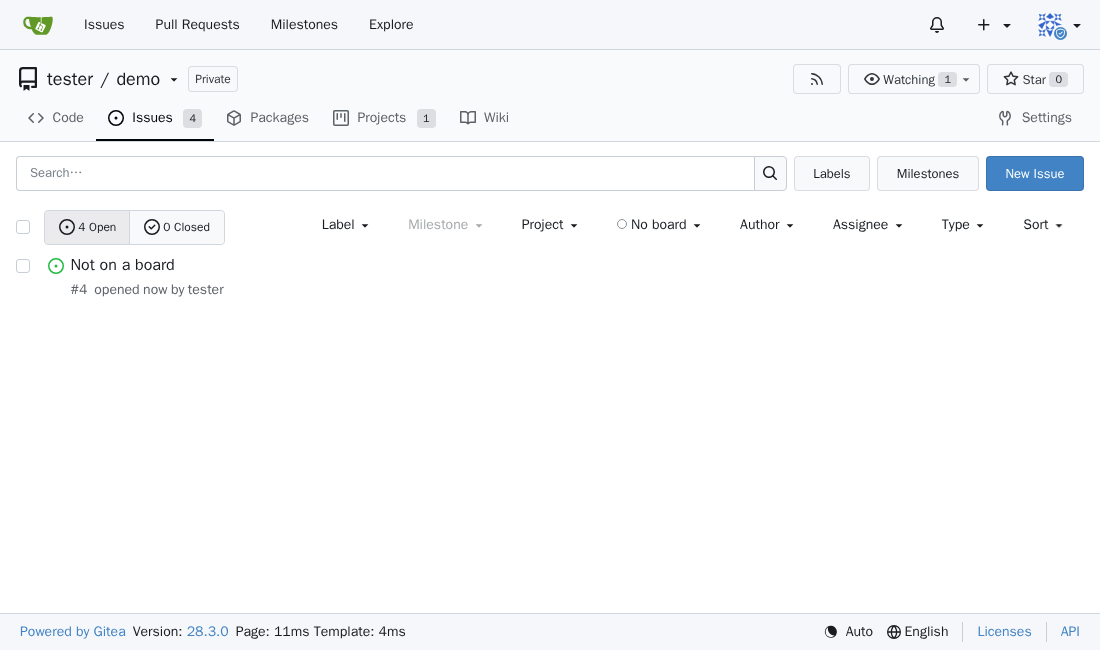 Issues Pull Requests Milestones Explore
tester / demo Private Watching 1 Star 0
Code Issues 4 Packages Projects 1 Wiki Settings
Search… Labels Milestones New Issue
4 Open 0 Closed Label Milestone Project No board Author Assignee Type Sort
Not on a board
#4 opened now by tester
Powered by Gitea Version: 28.3.0 Page: 11ms Template: 4ms Auto English Licenses API